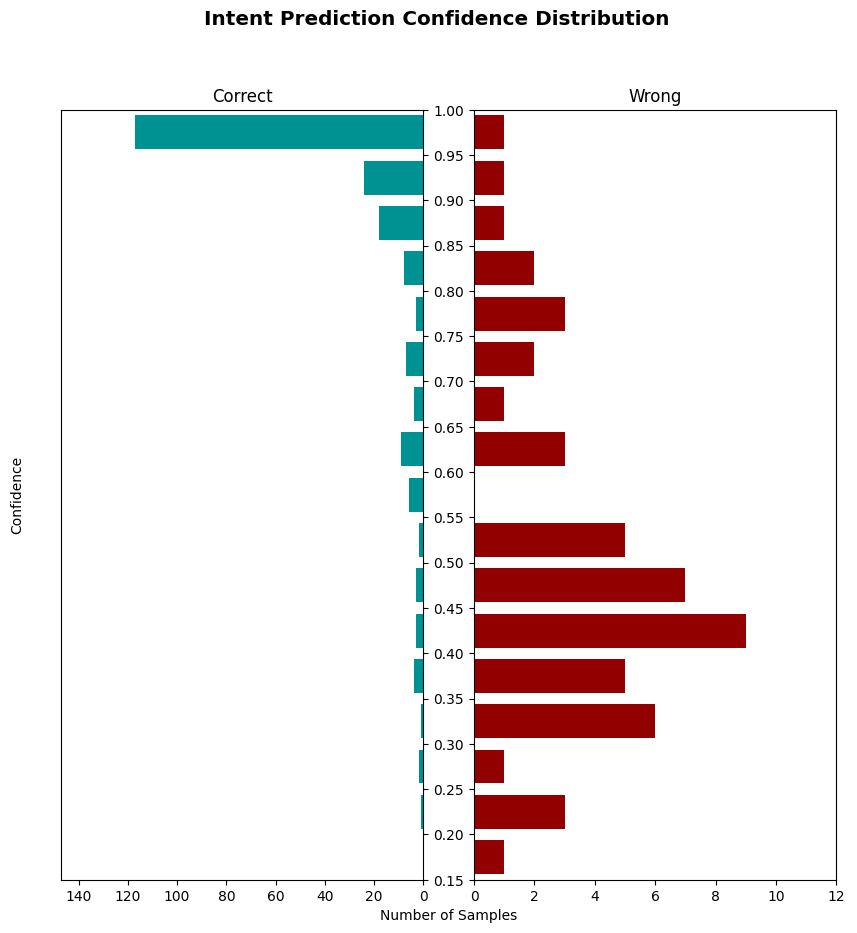 Intent Prediction Confidence Distribution
Correct
Wrong
Confidence
1.00
0.95
0.90
0.85
0.80
0.75
0.70
0.65
0.60
0.55
0.50
0.45
0.40
0.35
0.30
0.25
0.20
0.15
140 120 100 80 60 40 20 0
0 2 4 6 8 10 12
Number of Samples